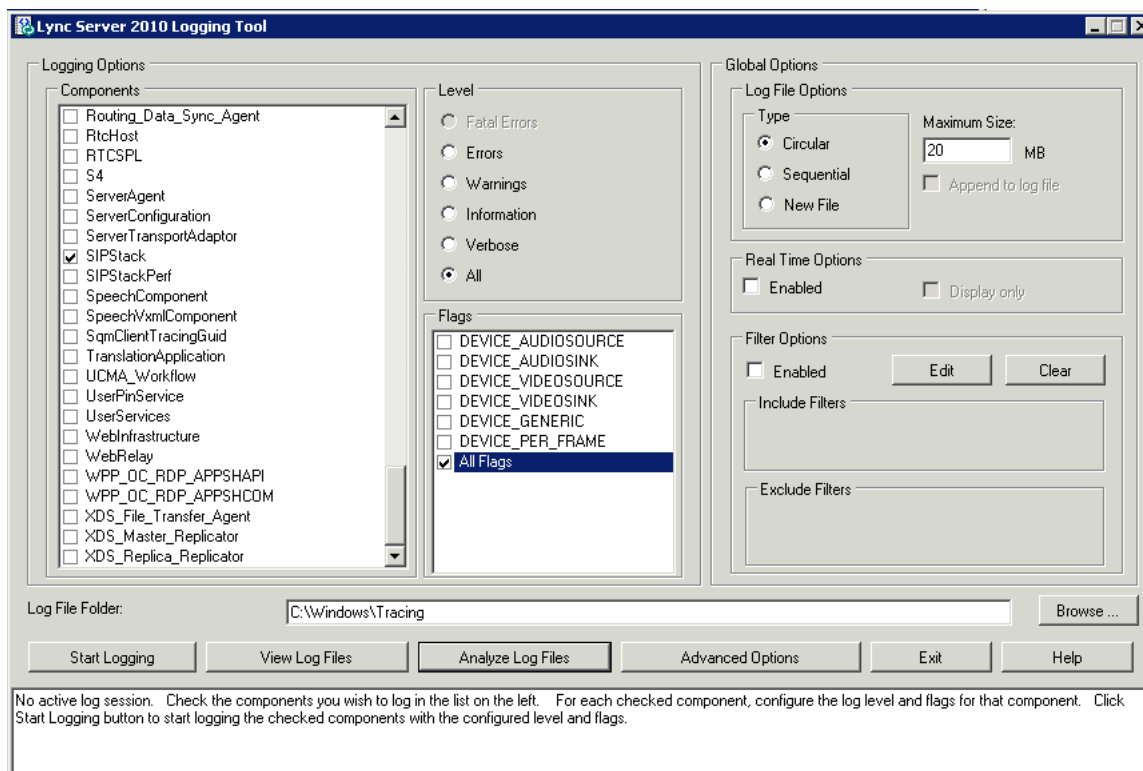 Lync Server 2010 Logging Tool
Logging Options
Components
Routing_Data_Sync_Agent
RtcHost
RTCSPL
S4
ServerAgent
ServerConfiguration
ServerTransportAdaptor
SIPStack
SIPStackPerf
SpeechComponent
SpeechVxmlComponent
SqmClientTracingGuid
TranslationApplication
UCMA_Workflow
UserPinService
UserServices
WebInfrastructure
WebRelay
WPP_OC_RDP_APPSHAPI
WPP_OC_RDP_APPSHCOM
XDS_File_Transfer_Agent
XDS_Master_Replicator
XDS_Replica_Replicator
Level
Fatal Errors
Errors
Warnings
Information
Verbose
All
Flags
DEVICE_AUDIOSOURCE
DEVICE_AUDIOSINK
DEVICE_VIDEOSOURCE
DEVICE_VIDEOSINK
DEVICE_GENERIC
DEVICE_PER_FRAME
All Flags
Global Options
Log File Options
Type
Circular
Sequential
New File
Maximum Size:
20 MB
Append to log file
Real Time Options
Enabled
Display only
Filter Options
Enabled
Edit
Clear
Include Filters
Exclude Filters
Log File Folder:
C:\Windows\Tracing
Browse ...
Start Logging
View Log Files
Analyze Log Files
Advanced Options
Exit
Help
No active log session. Check the components you wish to log in the list on the left. For each checked component, configure the log level and flags for that component. Click
Start Logging button to start logging the checked components with the configured level and flags.